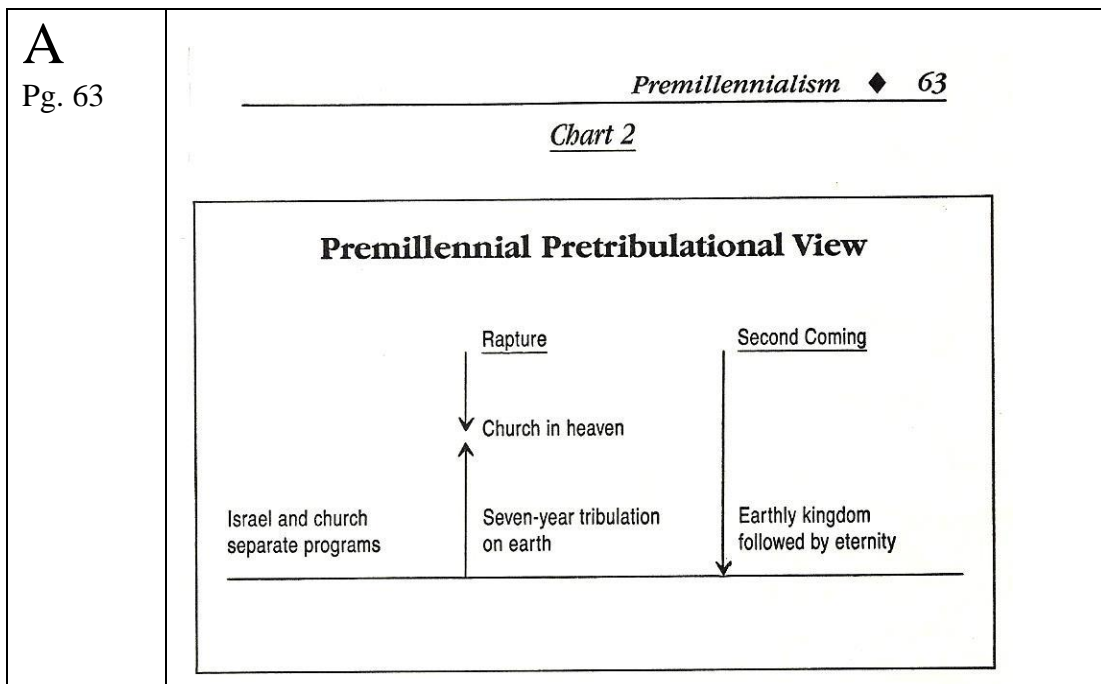 A
Pg. 63
Premillennialism ♦ 63
Chart 2
Premillennial Pretribulational View
Rapture
Second Coming
Church in heaven
Israel and church
separate programs
Seven-year tribulation
on earth
Earthly kingdom
followed by eternity